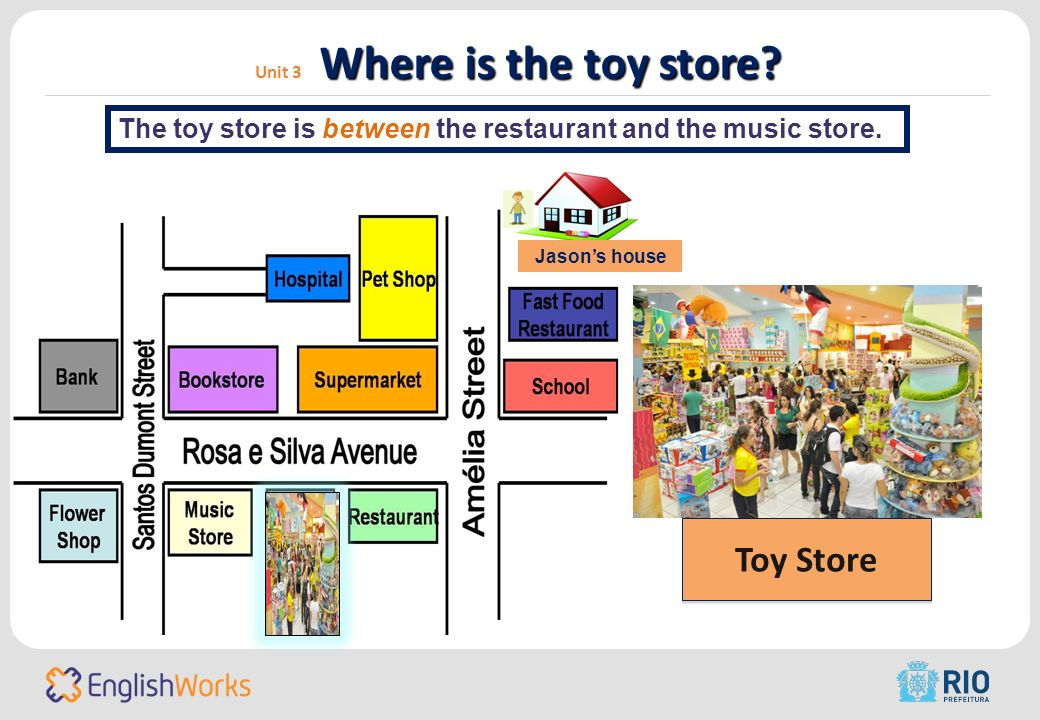 Unit 3 Where is the toy store?
The toy store is between the restaurant and the music store.
Jason’s house
Hospital
Pet Shop
Fast Food
Restaurant
Bank
Santos Dumont Street
Bookstore
Supermarket
Amélia Street
School
Rosa e Silva Avenue
Flower
Shop
Music
Store
Restaurant
Toy Store
EnglishWorks
RIO
PREFEITURA